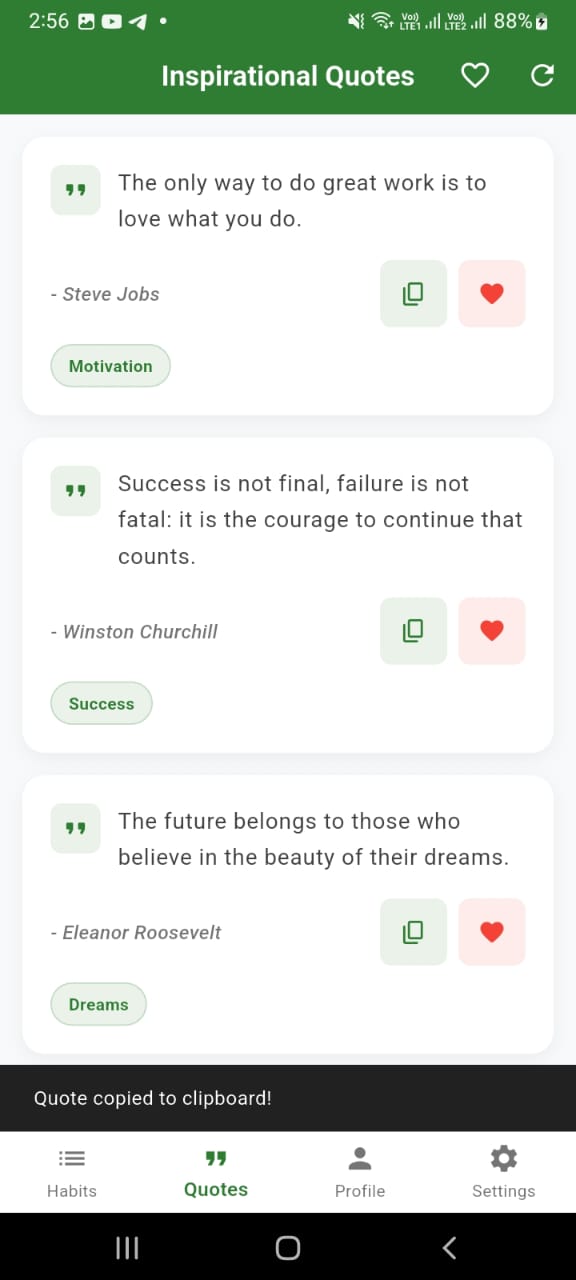 2:56
Vo)) LTE1
Vo)) LTE2
88%
Inspirational Quotes
The only way to do great work is to
love what you do.
- Steve Jobs
Motivation
Success is not final, failure is not
fatal: it is the courage to continue that
counts.
- Winston Churchill
Success
The future belongs to those who
believe in the beauty of their dreams.
- Eleanor Roosevelt
Dreams
Quote copied to clipboard!
Habits
Quotes
Profile
Settings